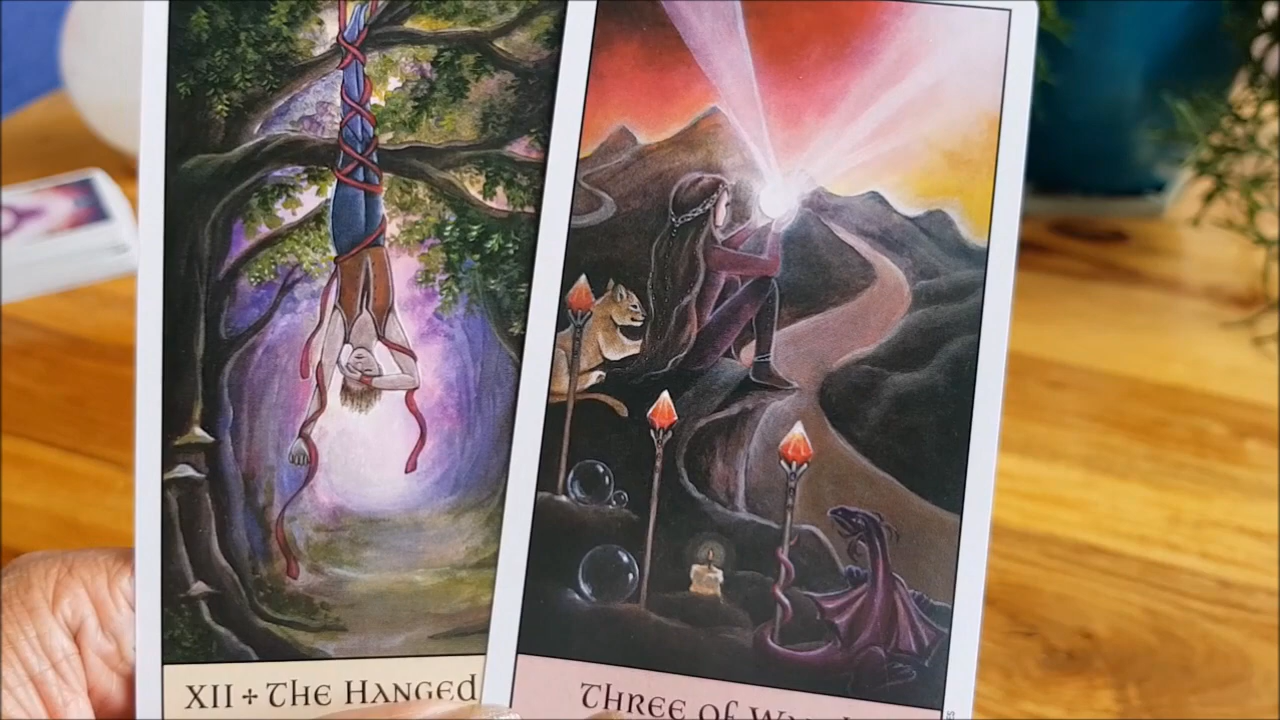 XII + THE HANGED
THREE OF